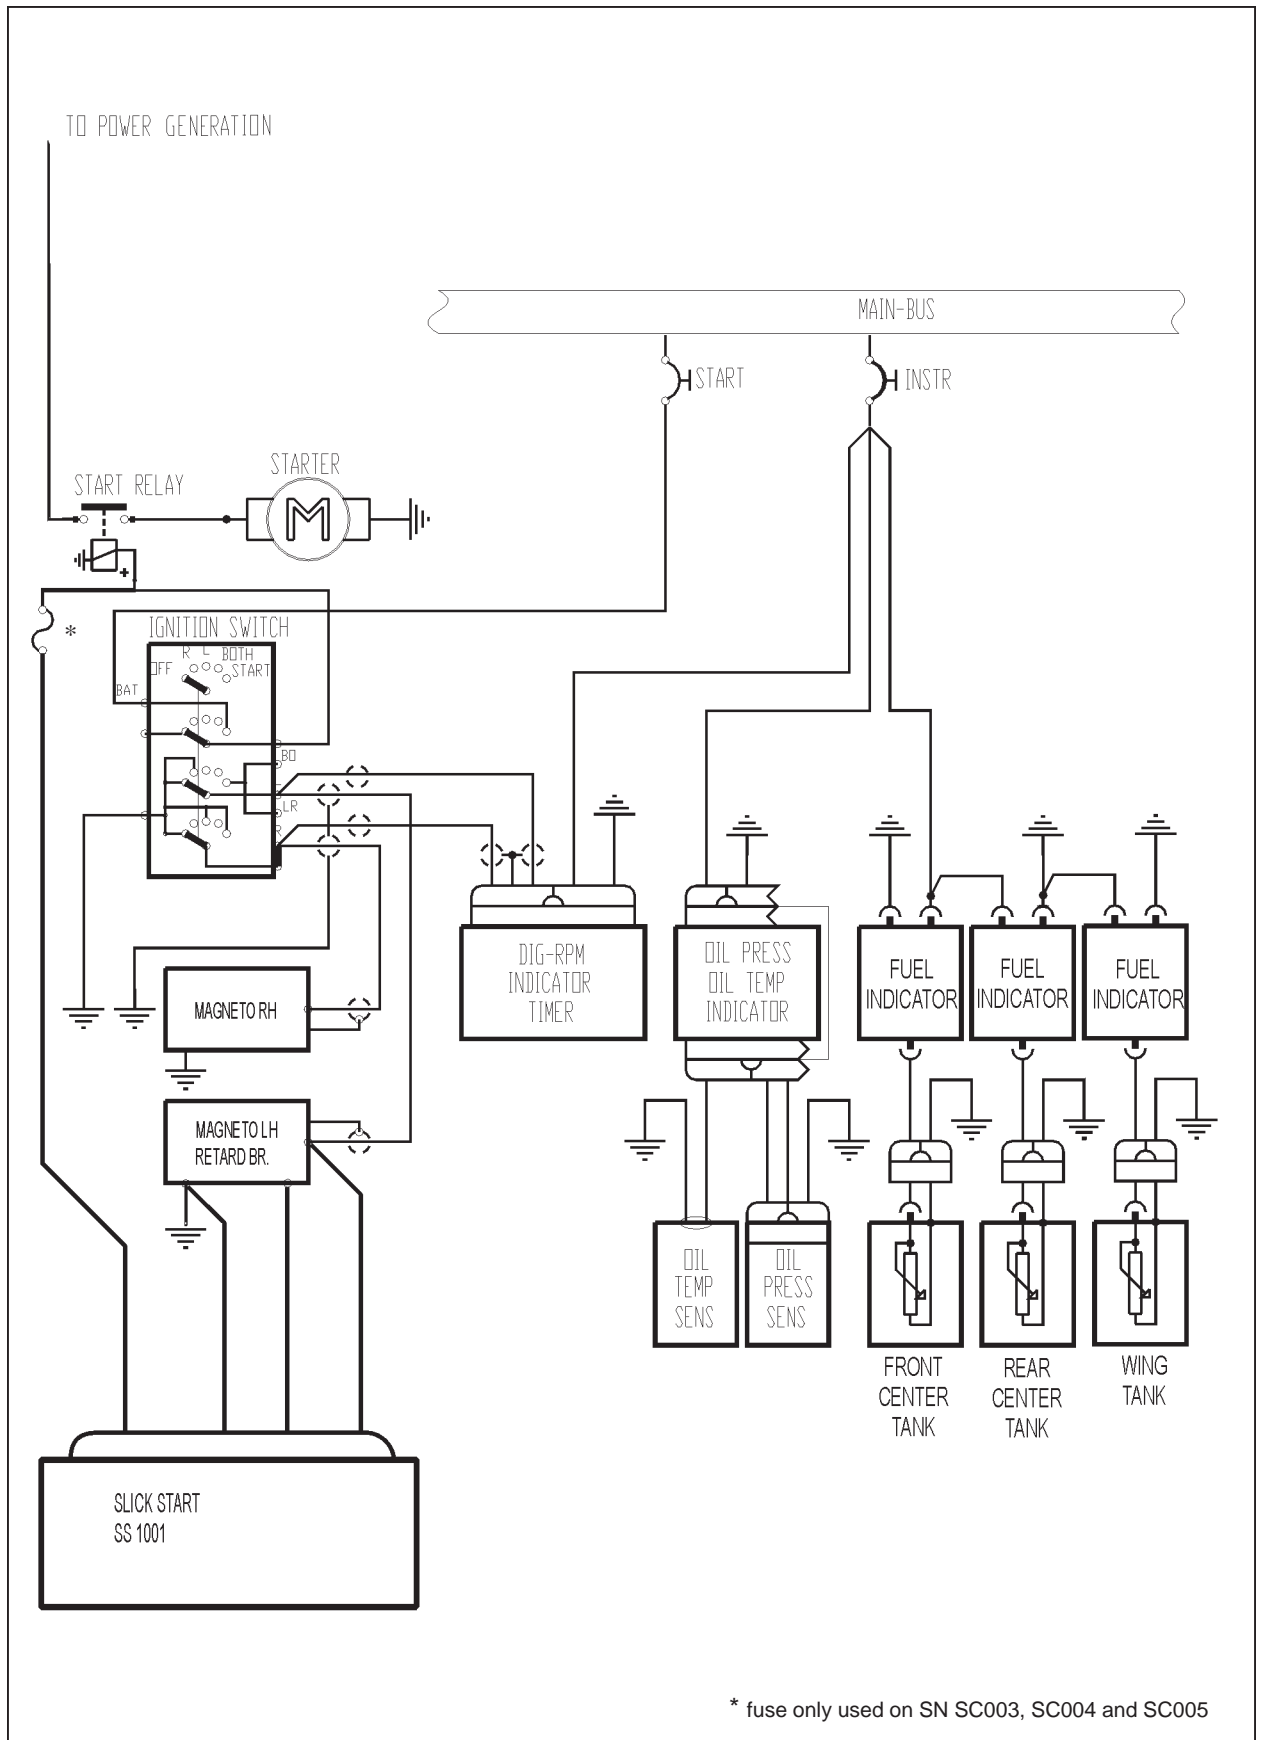 TO POWER GENERATION
MAIN-BUS
START
INSTR
STARTER
START RELAY
M
+
*
IGNITION SWITCH
R L BOTH
OFF START
BAT
BO
L
LR
R
DIG-RPM
INDICATOR
TIMER
OIL PRESS
OIL TEMP
INDICATOR
FUEL
INDICATOR
FUEL
INDICATOR
FUEL
INDICATOR
MAGNETO RH
MAGNETO LH
RETARD BR.
OIL
TEMP
SENS
OIL
PRESS
SENS
FRONT
CENTER
TANK
REAR
CENTER
TANK
WING
TANK
SLICK START
SS 1001
* fuse only used on SN SC003, SC004 and SC005